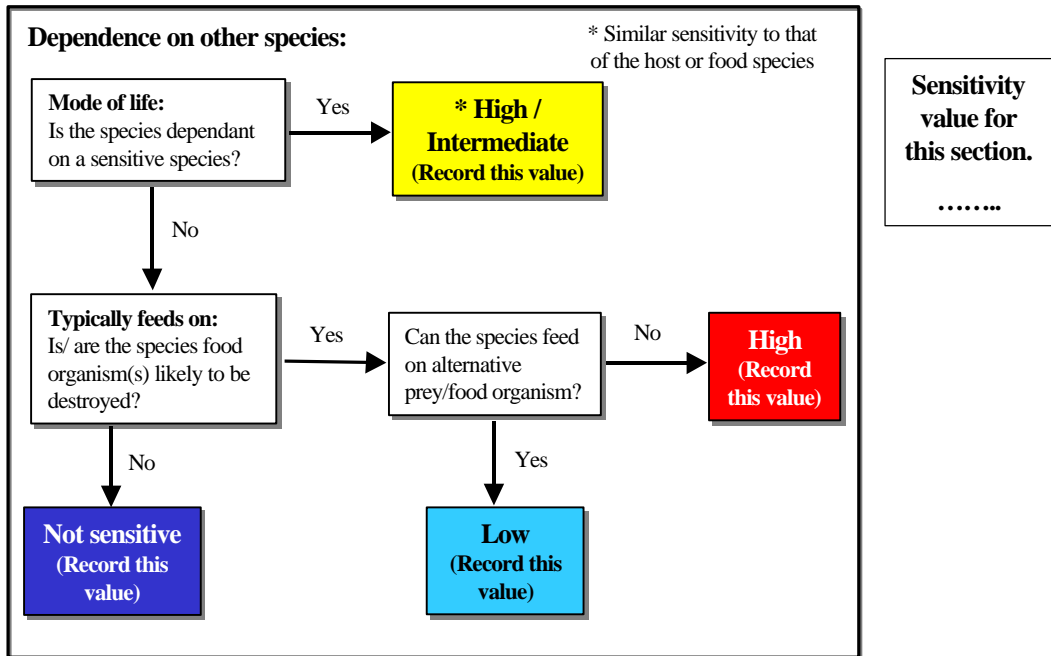 Dependence on other species:
* Similar sensitivity to that
of the host or food species
Mode of life:
Is the species dependant
on a sensitive species?
Yes
* High /
Intermediate
(Record this value)
Sensitivity
value for
this section.
……..
No
Typically feeds on:
Is/ are the species food
organism(s) likely to be
destroyed?
Yes
Can the species feed
on alternative
prey/food organism?
No
High
(Record
this value)
No
Yes
Not sensitive
(Record this
value)
Low
(Record this
value)